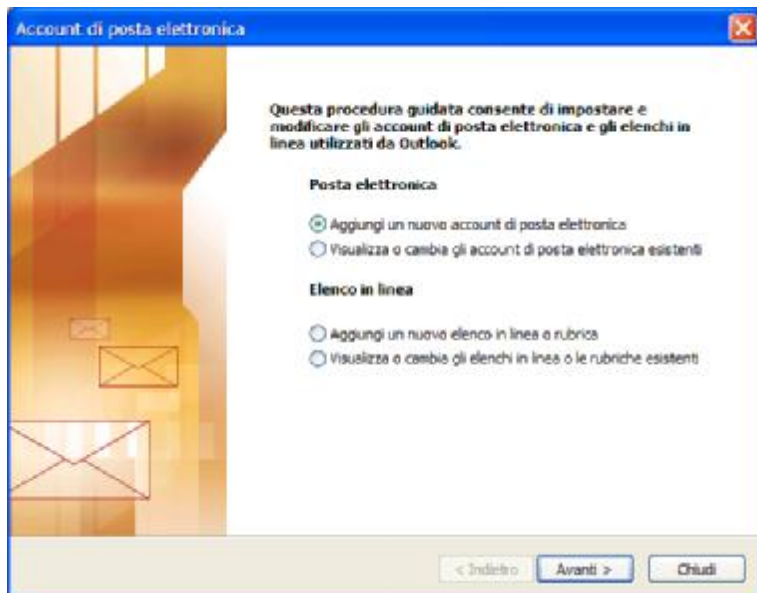 Account di posta elettronica
Questa procedura guidata consente di impostare e
modificare gli account di posta elettronica e gli elenchi in
linea utilizzati da Outlook.
Posta elettronica
Aggiungi un nuovo account di posta elettronica
Visualizza o cambia gli account di posta elettronica esistenti
Elenco in linea
Aggiungi un nuovo elenco in linea o rubrica
Visualizza o cambia gli elenchi in linea o le rubriche esistenti
< Indietro
Avanti >
Chiudi